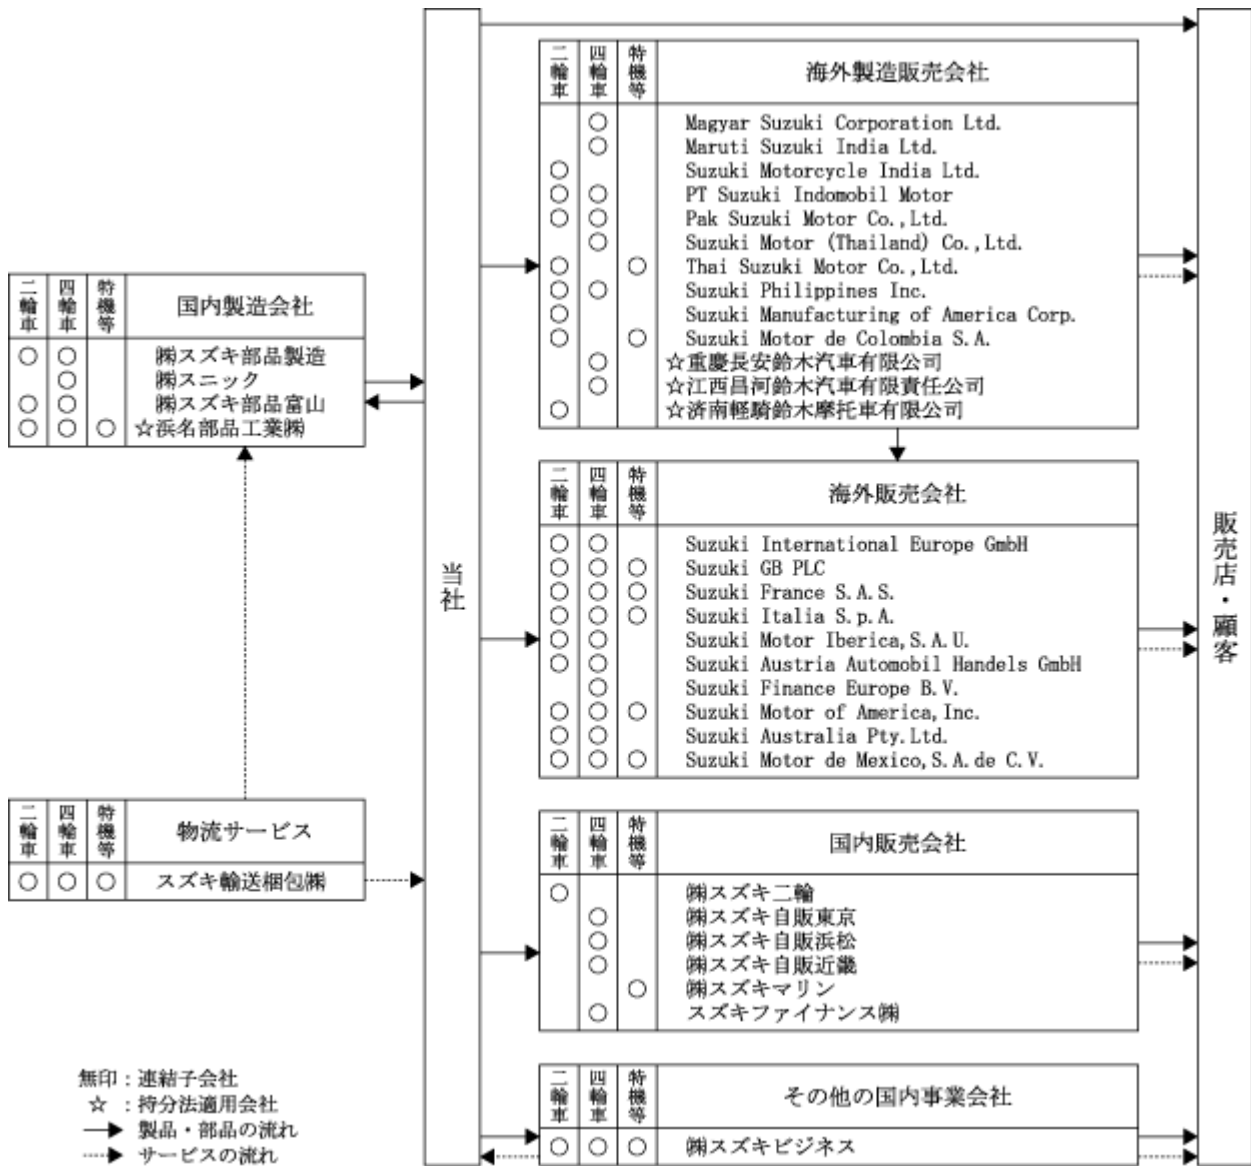 二輪車 四輪車 特機等 国内製造会社
○ ○ ㈱スズキ部品製造
○ ㈱スニック
○ ○ ㈱スズキ部品富山
○ ○ ○ ☆浜名部品工業㈱
二輪車 四輪車 特機等 物流サービス
○ ○ ○ スズキ輸送梱包㈱
無印：連結子会社
☆ ：持分法適用会社
→ 製品・部品の流れ
┈▶ サービスの流れ
当社
二輪車 四輪車 特機等 海外製造販売会社
○ Magyar Suzuki Corporation Ltd.
○ Maruti Suzuki India Ltd.
○ Suzuki Motorcycle India Ltd.
○ ○ PT Suzuki Indomobil Motor
○ ○ Pak Suzuki Motor Co.,Ltd.
○ Suzuki Motor (Thailand) Co.,Ltd.
○ ○ Thai Suzuki Motor Co.,Ltd.
○ ○ Suzuki Philippines Inc.
○ Suzuki Manufacturing of America Corp.
○ ○ Suzuki Motor de Colombia S.A.
○ ☆重慶長安鈴木汽車有限公司
○ ☆江西昌河鈴木汽車有限責任公司
○ ☆済南軽騎鈴木摩托車有限公司
二輪車 四輪車 特機等 海外販売会社
○ ○ Suzuki International Europe GmbH
○ ○ ○ Suzuki GB PLC
○ ○ ○ Suzuki France S.A.S.
○ ○ ○ Suzuki Italia S.p.A.
○ ○ Suzuki Motor Iberica,S.A.U.
○ ○ Suzuki Austria Automobil Handels GmbH
○ Suzuki Finance Europe B.V.
○ ○ ○ Suzuki Motor of America,Inc.
○ ○ Suzuki Australia Pty.Ltd.
○ ○ ○ Suzuki Motor de Mexico,S.A.de C.V.
二輪車 四輪車 特機等 国内販売会社
○ ㈱スズキ二輪
○ ㈱スズキ自販東京
○ ㈱スズキ自販浜松
○ ㈱スズキ自販近畿
○ ㈱スズキマリン
○ スズキファイナンス㈱
二輪車 四輪車 特機等 その他の国内事業会社
○ ○ ○ ㈱スズキビジネス
販売店・顧客